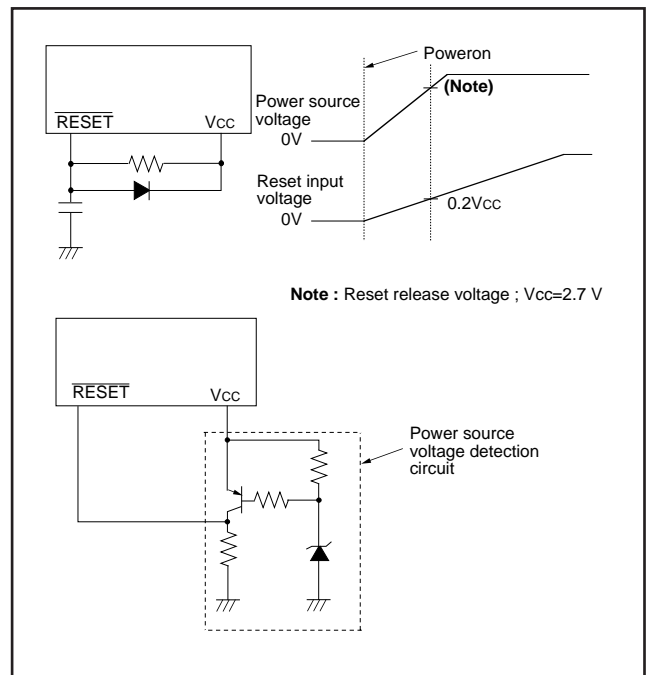 RESET
VCC
Poweron
(Note)
Power source
voltage
0V
Reset input
voltage
0V
0.2VCC
Note : Reset release voltage ; Vcc=2.7 V
RESET
VCC
Power source
voltage detection
circuit